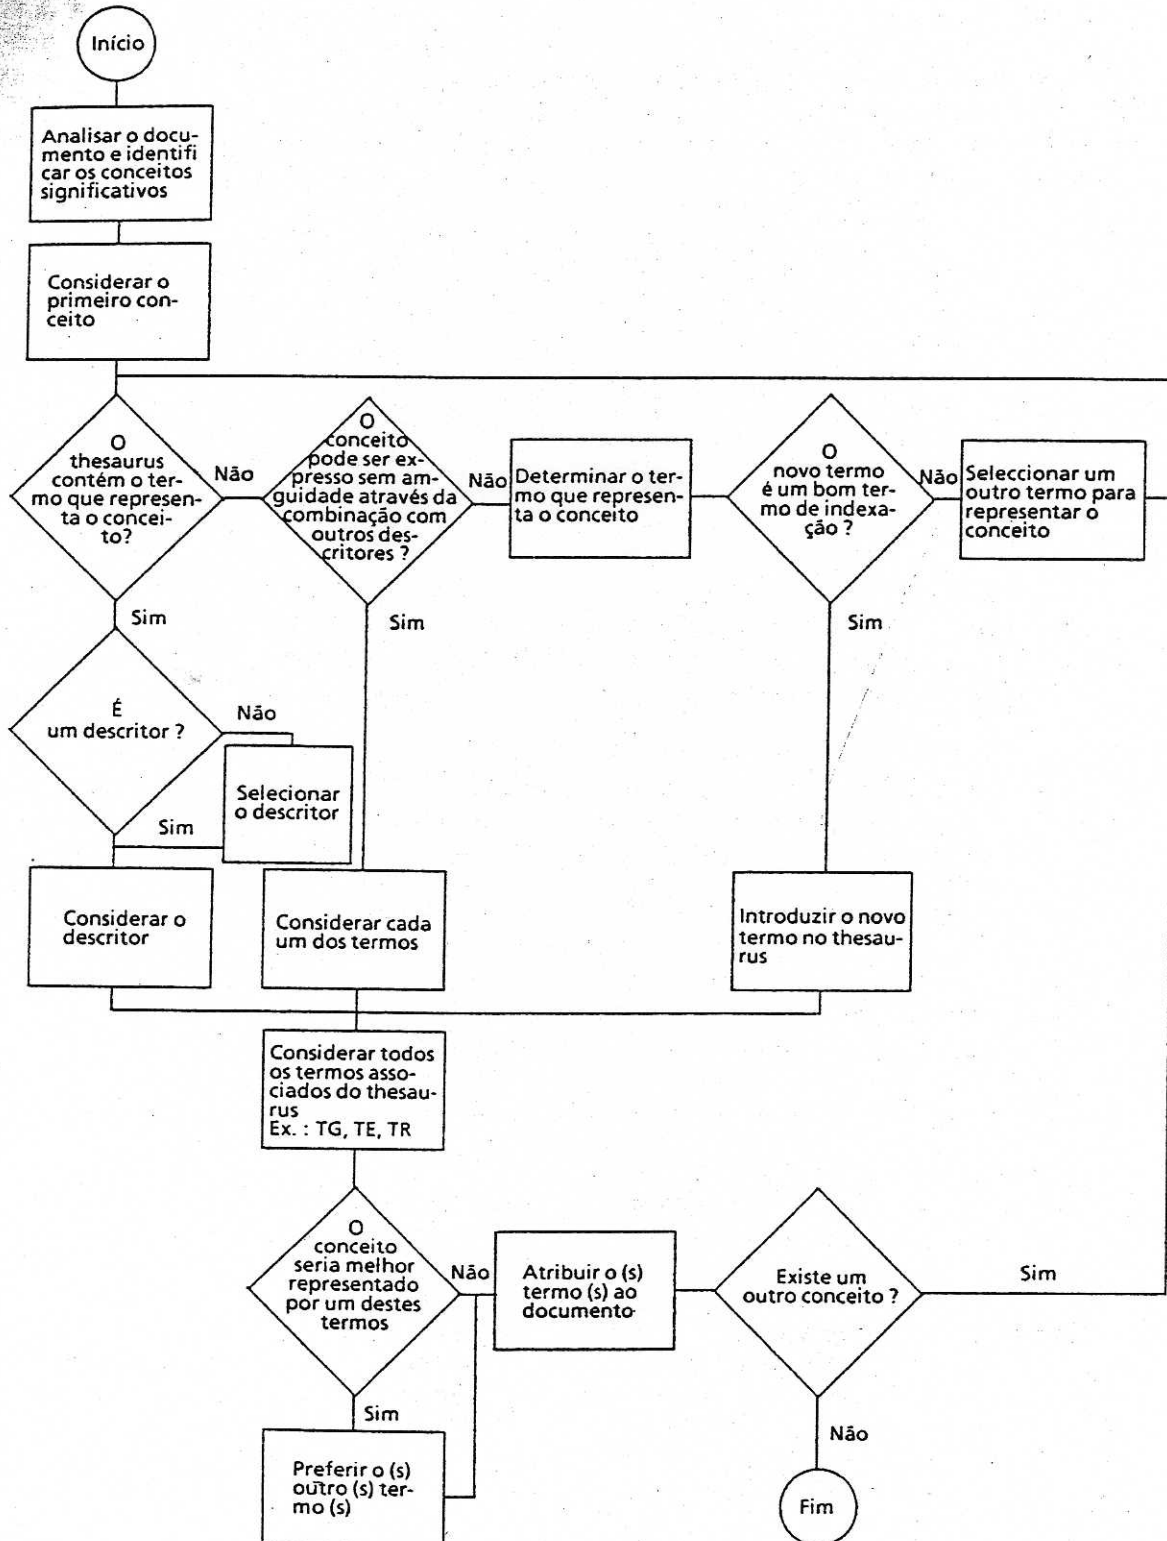 Início
Analisar o docu-
mento e identifi
car os conceitos
significativos
Considerar o
primeiro con-
ceito
O
thesaurus
contém o ter-
mo que represen-
ta o concei-
to?
Não
O
conceito
pode ser ex-
presso sem am-
guidade através da
combinação com
outros des-
critores ?
Não
Determinar o ter-
mo que represen-
ta o conceito
O
novo termo
é um bom ter-
mo de indexa-
ção ?
Não
Seleccionar um
outro termo para
representar o
conceito
Sim
Sim
Sim
É
um descritor ?
Não
Selecionar
o descritor
Sim
Considerar o
descritor
Considerar cada
um dos termos
Introduzir o novo
termo no thesau-
rus
Considerar todos
os termos asso-
ciados do thesau-
rus
Ex. : TG, TE, TR
O
conceito
seria melhor
representado
por um destes
termos
Não
Atribuir o (s)
termo (s) ao
documento
Existe um
outro conceito ?
Sim
Sim
Preferir o (s)
outro (s) ter-
mo (s)
Não
Fim